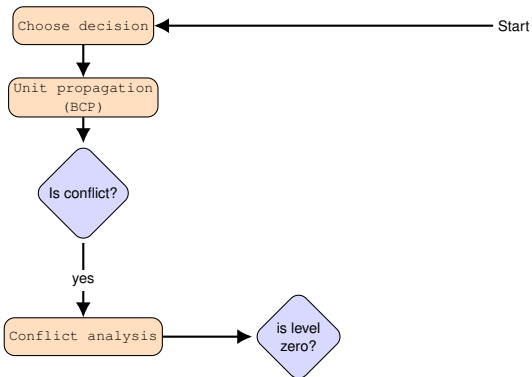 Choose decision
Start
Unit propagation
(BCP)
Is conflict?
yes
Conflict analysis
is level
zero?